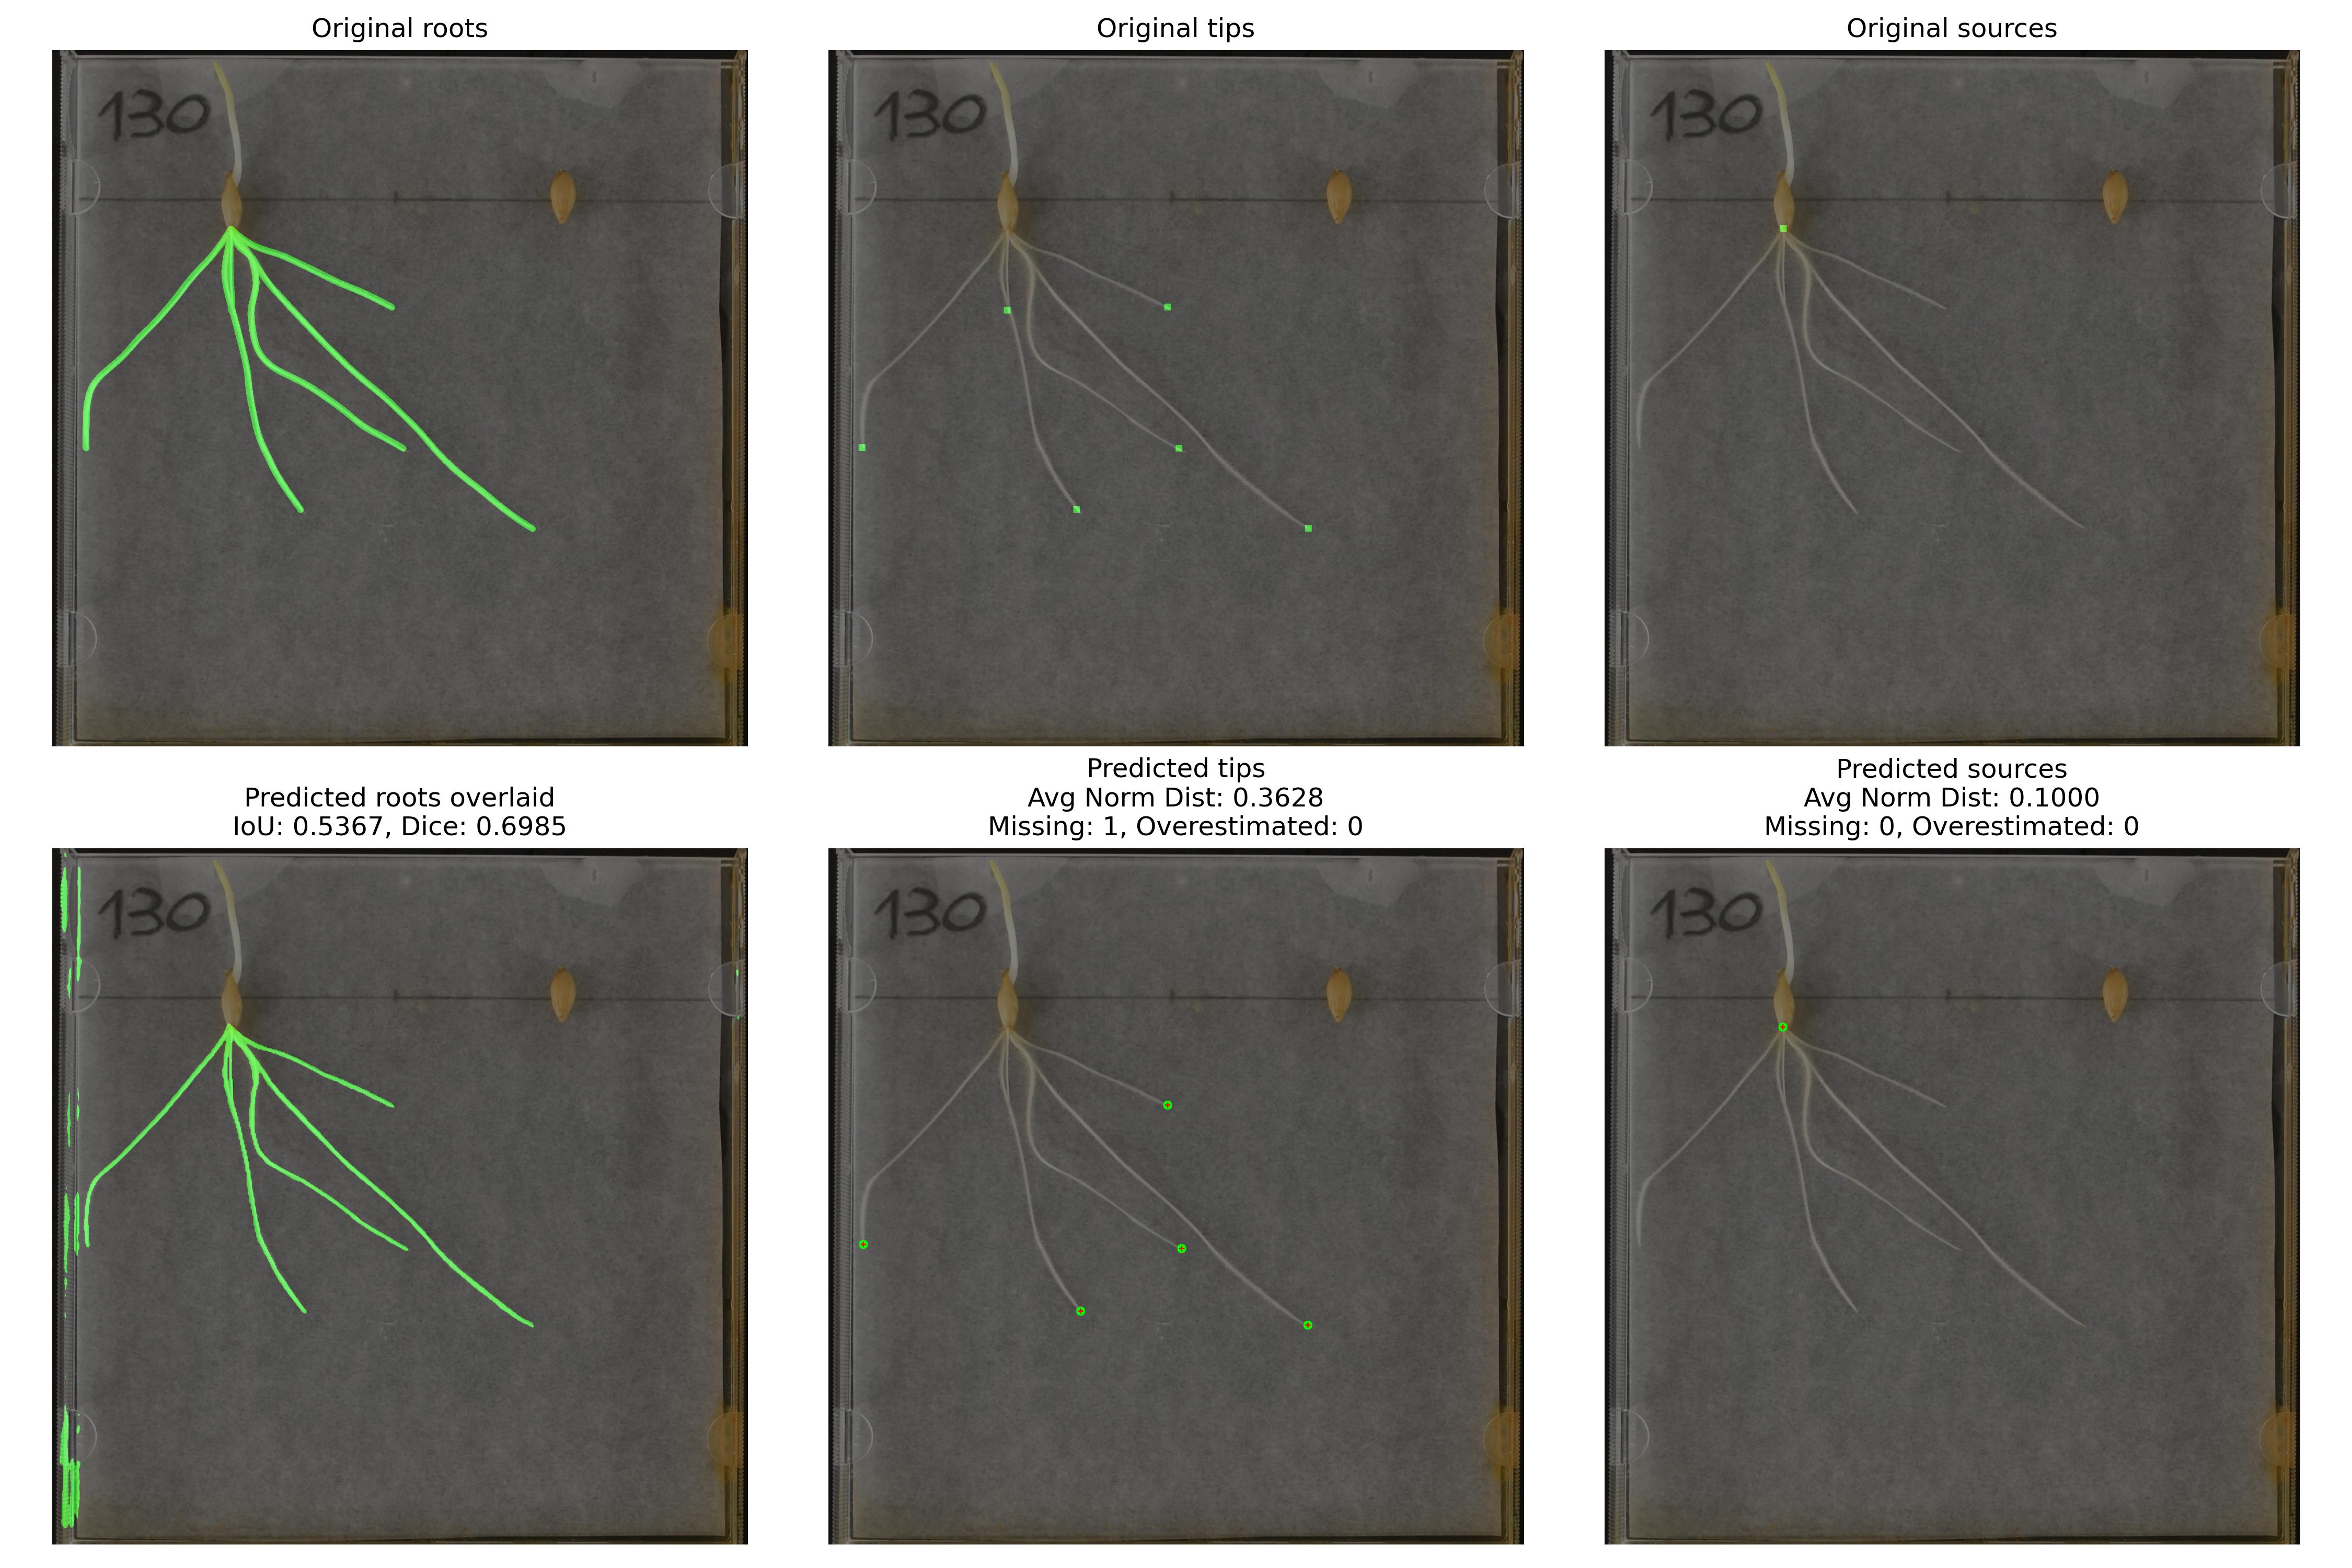 Original roots
Original tips
Original sources
130
130
130
Predicted roots overlaid
IoU: 0.5367, Dice: 0.6985
Predicted tips
Avg Norm Dist: 0.3628
Missing: 1, Overestimated: 0
Predicted sources
Avg Norm Dist: 0.1000
Missing: 0, Overestimated: 0
130
130
130